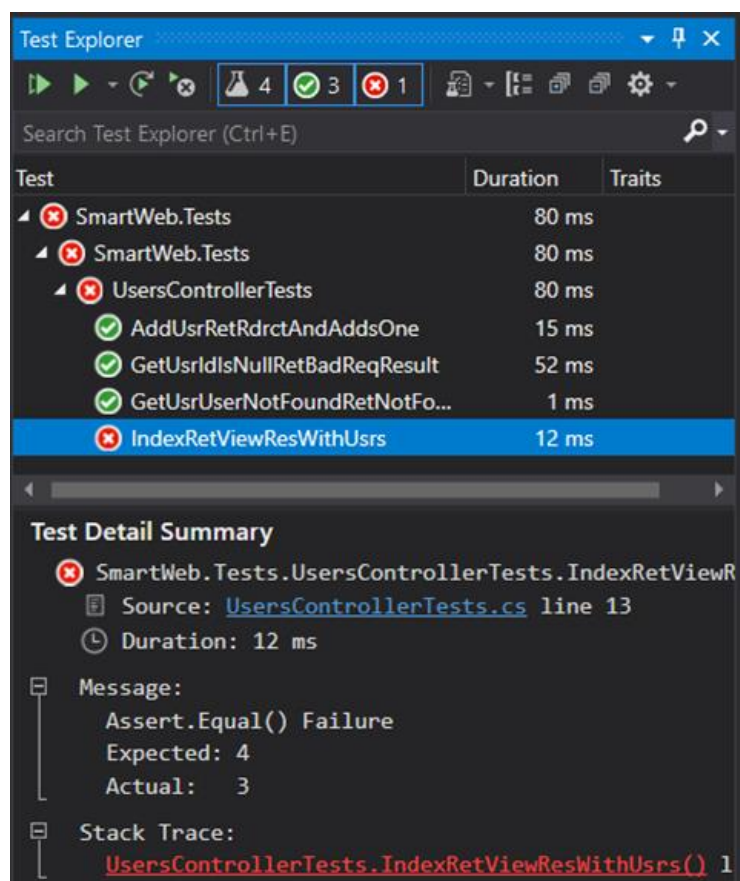 Test Explorer
4 3 1
Search Test Explorer (Ctrl+E)
Test Duration Traits
SmartWeb.Tests 80 ms
SmartWeb.Tests 80 ms
UsersControllerTests 80 ms
AddUsrRetRdrctAndAddsOne 15 ms
GetUsrIdIsNullRetBadReqResult 52 ms
GetUsrUserNotFoundRetNotFo... 1 ms
IndexRetViewResWithUsrs 12 ms
Test Detail Summary
SmartWeb.Tests.UsersControllerTests.IndexRetViewR
Source: UsersControllerTests.cs line 13
Duration: 12 ms
Message:
Assert.Equal() Failure
Expected: 4
Actual: 3
Stack Trace:
UsersControllerTests.IndexRetViewResWithUsrs() l